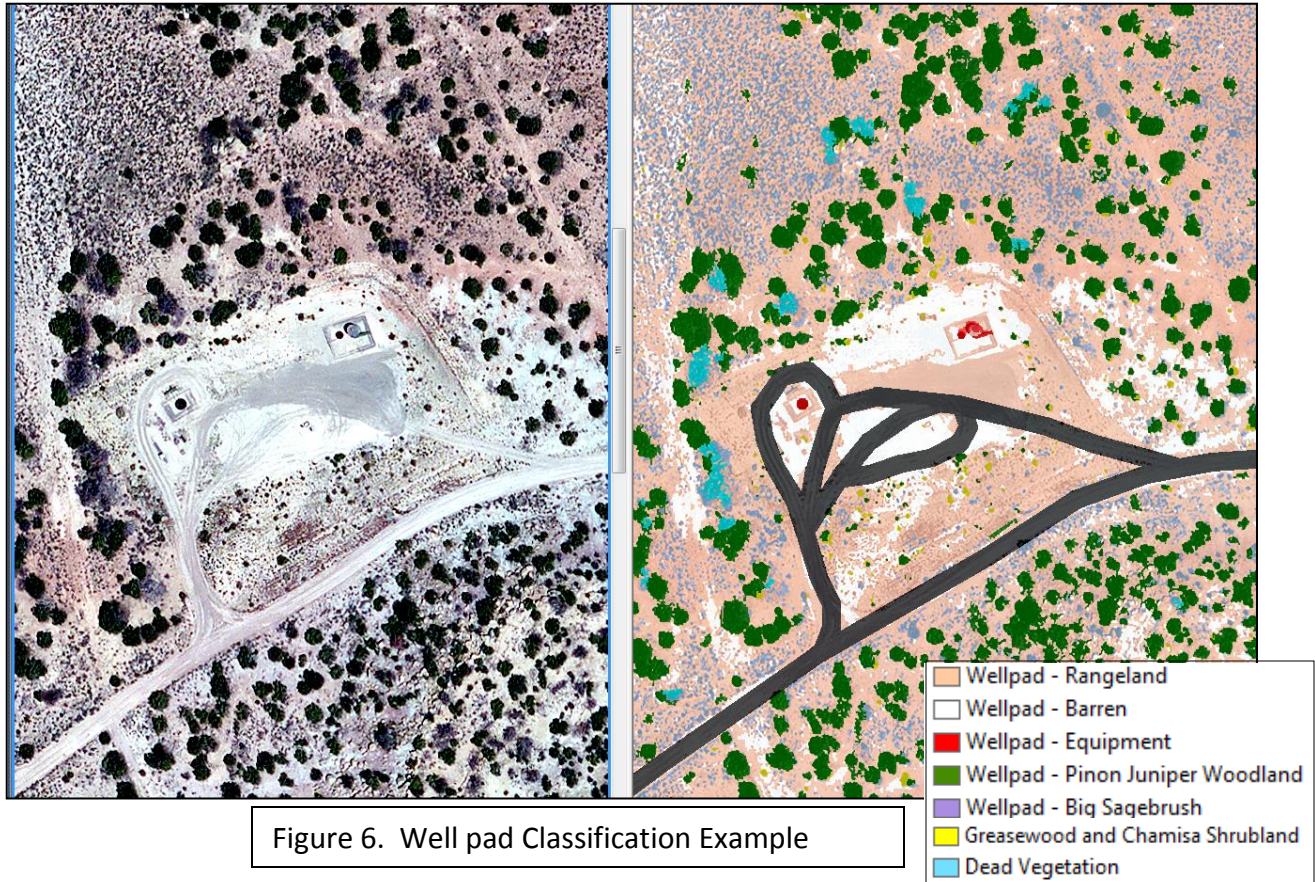 Wellpad - Rangeland
Wellpad - Barren
Wellpad - Equipment
Wellpad - Pinon Juniper Woodland
Wellpad - Big Sagebrush
Greasewood and Chamisa Shrubland
Dead Vegetation
Figure 6.  Well pad Classification Example